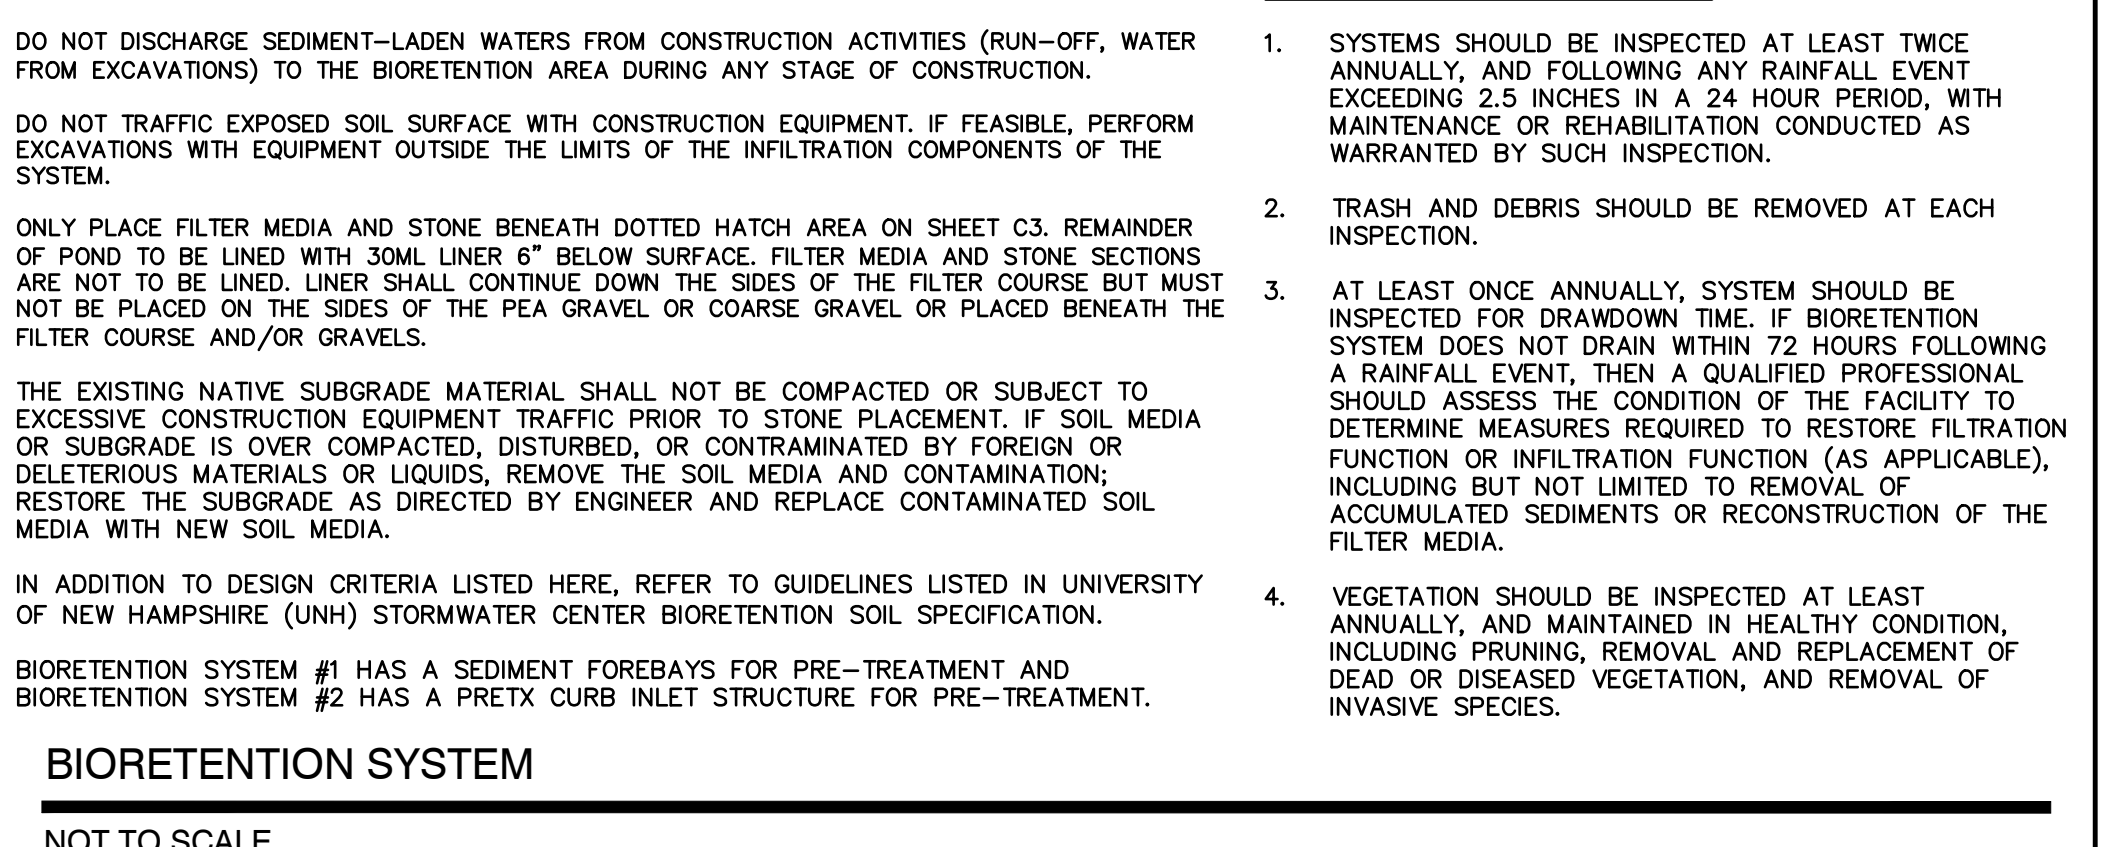 DO NOT DISCHARGE SEDIMENT-LADEN WATERS FROM CONSTRUCTION ACTIVITIES (RUN-OFF, WATER
FROM EXCAVATIONS) TO THE BIORETENTION AREA DURING ANY STAGE OF CONSTRUCTION.
DO NOT TRAFFIC EXPOSED SOIL SURFACE WITH CONSTRUCTION EQUIPMENT. IF FEASIBLE, PERFORM
EXCAVATIONS WITH EQUIPMENT OUTSIDE THE LIMITS OF THE INFILTRATION COMPONENTS OF THE
SYSTEM.
ONLY PLACE FILTER MEDIA AND STONE BENEATH DOTTED HATCH AREA ON SHEET C3. REMAINDER
OF POND TO BE LINED WITH 30ML LINER 6" BELOW SURFACE. FILTER MEDIA AND STONE SECTIONS
ARE NOT TO BE LINED. LINER SHALL CONTINUE DOWN THE SIDES OF THE FILTER COURSE BUT MUST
NOT BE PLACED ON THE SIDES OF THE PEA GRAVEL OR COARSE GRAVEL OR PLACED BENEATH THE
FILTER COURSE AND/OR GRAVELS.
THE EXISTING NATIVE SUBGRADE MATERIAL SHALL NOT BE COMPACTED OR SUBJECT TO
EXCESSIVE CONSTRUCTION EQUIPMENT TRAFFIC PRIOR TO STONE PLACEMENT. IF SOIL MEDIA
OR SUBGRADE IS OVER COMPACTED, DISTURBED, OR CONTRAMINATED BY FOREIGN OR
DELETERIOUS MATERIALS OR LIQUIDS, REMOVE THE SOIL MEDIA AND CONTAMINATION;
RESTORE THE SUBGRADE AS DIRECTED BY ENGINEER AND REPLACE CONTAMINATED SOIL
MEDIA WITH NEW SOIL MEDIA.
IN ADDITION TO DESIGN CRITERIA LISTED HERE, REFER TO GUIDELINES LISTED IN UNIVERSITY
OF NEW HAMPSHIRE (UNH) STORMWATER CENTER BIORETENTION SOIL SPECIFICATION.
BIORETENTION SYSTEM #1 HAS A SEDIMENT FOREBAYS FOR PRE-TREATMENT AND
BIORETENTION SYSTEM #2 HAS A PRETX CURB INLET STRUCTURE FOR PRE-TREATMENT.
1. SYSTEMS SHOULD BE INSPECTED AT LEAST TWICE
ANNUALLY, AND FOLLOWING ANY RAINFALL EVENT
EXCEEDING 2.5 INCHES IN A 24 HOUR PERIOD, WITH
MAINTENANCE OR REHABILITATION CONDUCTED AS
WARRANTED BY SUCH INSPECTION.
2. TRASH AND DEBRIS SHOULD BE REMOVED AT EACH
INSPECTION.
3. AT LEAST ONCE ANNUALLY, SYSTEM SHOULD BE
INSPECTED FOR DRAWDOWN TIME. IF BIORETENTION
SYSTEM DOES NOT DRAIN WITHIN 72 HOURS FOLLOWING
A RAINFALL EVENT, THEN A QUALIFIED PROFESSIONAL
SHOULD ASSESS THE CONDITION OF THE FACILITY TO
DETERMINE MEASURES REQUIRED TO RESTORE FILTRATION
FUNCTION OR INFILTRATION FUNCTION (AS APPLICABLE),
INCLUDING BUT NOT LIMITED TO REMOVAL OF
ACCUMULATED SEDIMENTS OR RECONSTRUCTION OF THE
FILTER MEDIA.
4. VEGETATION SHOULD BE INSPECTED AT LEAST
ANNUALLY, AND MAINTAINED IN HEALTHY CONDITION,
INCLUDING PRUNING, REMOVAL AND REPLACEMENT OF
DEAD OR DISEASED VEGETATION, AND REMOVAL OF
INVASIVE SPECIES.
BIORETENTION SYSTEM
NOT TO SCALE